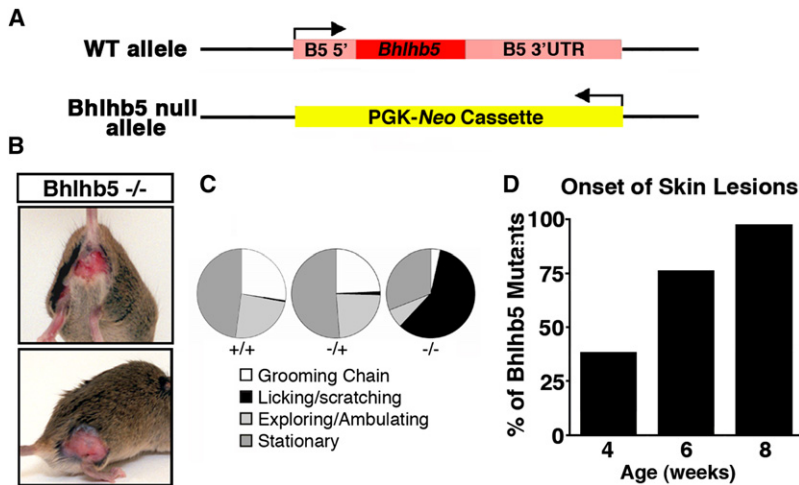 A
WT allele
B5 5' Bhlhb5 B5 3'UTR
Bhlhb5 null
allele
PGK-Neo Cassette
B
Bhlhb5 -/-
C
+/+ -/+ -/-
Grooming Chain
Licking/scratching
Exploring/Ambulating
Stationary
D
Onset of Skin Lesions
% of Bhlhb5 Mutants
100
75
50
25
0
4 6 8
Age (weeks)